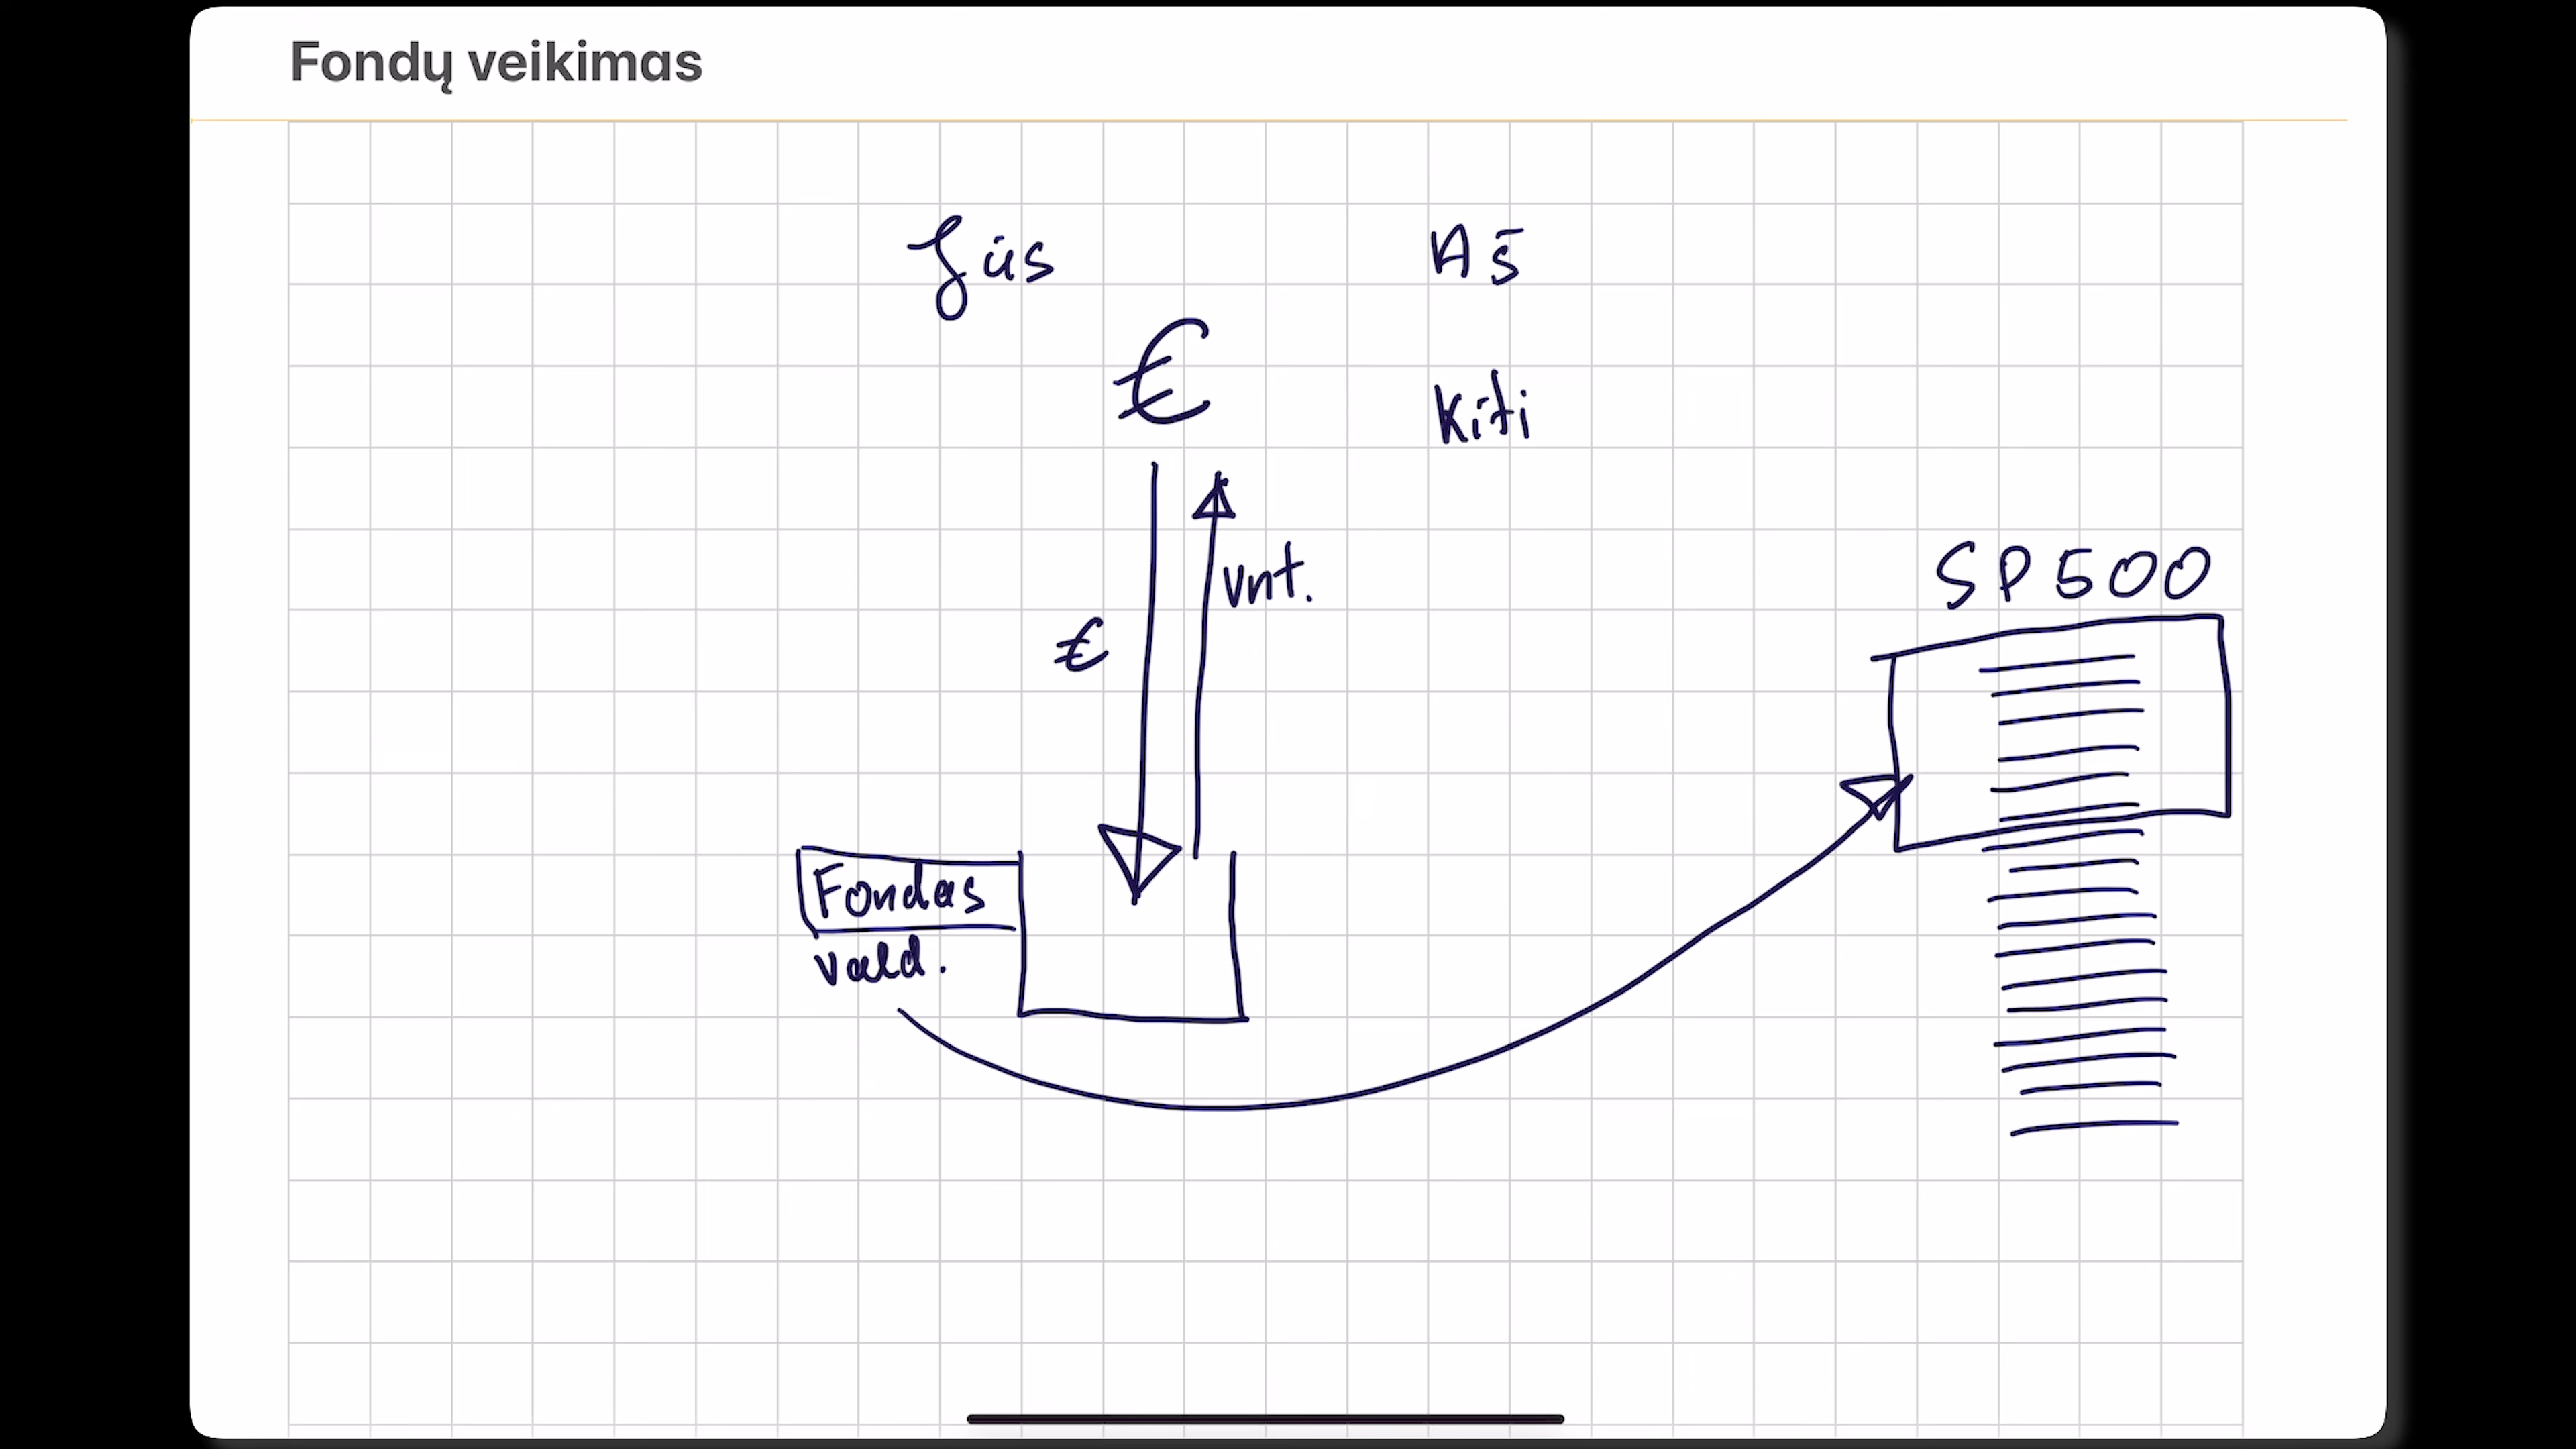 Fondų veikimas
Jūs
Aš
€
Kiti
vnt.
€
SP500
Fondas
vald.